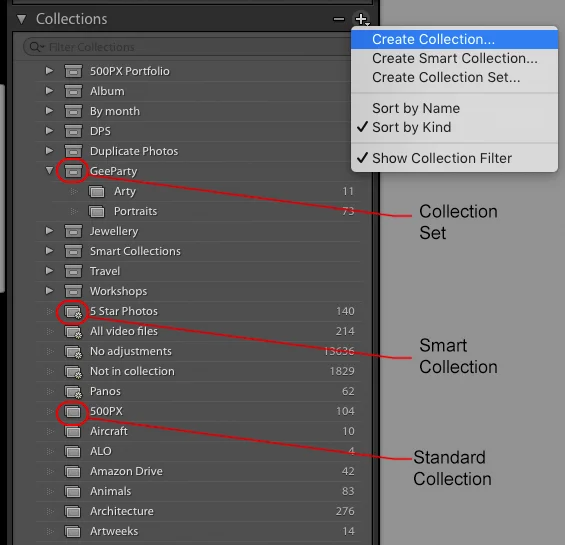 Collections
Filter Collections
Create Collection...
Create Smart Collection...
Create Collection Set...
Sort by Name
Sort by Kind
Show Collection Filter
500PX Portfolio
Album
By month
DPS
Duplicate Photos
GeeParty
Arty 11
Portraits 73
Jewellery
Smart Collections
Travel
Workshops
5 Star Photos 140
All video files 214
No adjustments 13636
Not in collection 1829
Panos 62
500PX 104
Aircraft 10
ALO 4
Amazon Drive 42
Animals 83
Architecture 276
Artweeks 14
Collection
Set
Smart
Collection
Standard
Collection